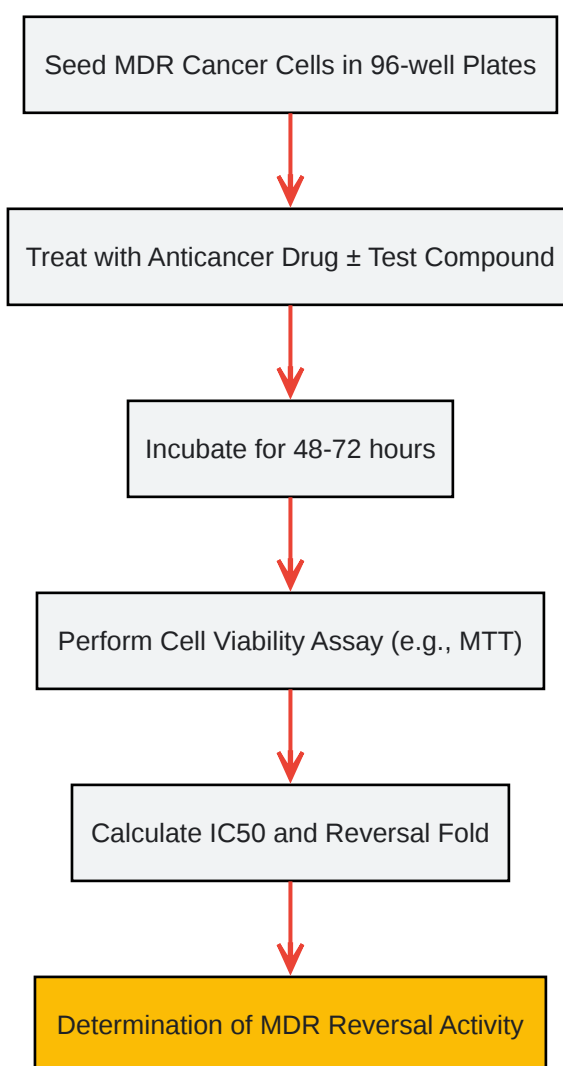 Seed MDR Cancer Cells in 96-well Plates
Treat with Anticancer Drug ± Test Compound
Incubate for 48-72 hours
Perform Cell Viability Assay (e.g., MTT)
Calculate IC50 and Reversal Fold
Determination of MDR Reversal Activity